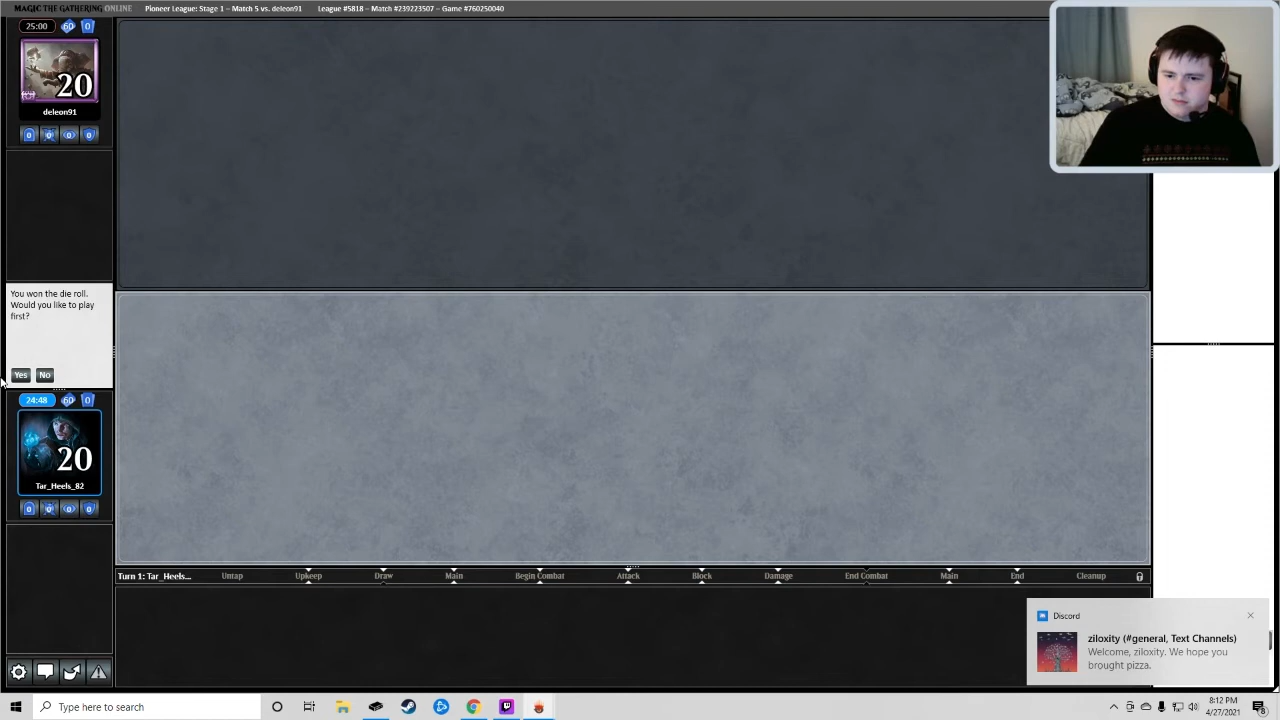 MAGIC THE GATHERING ONLINE Pioneer League: Stage 1 – Match 5 vs. deleon91 League #5818 – Match #239223507 – Game #760250040
25:00 60 0
20
deleon91
0 0 0 0
You won the die roll.
Would you like to play
first?
Yes No
24:48 60 0
20
Tar_Heels_82
0 0 0 0
Turn 1: Tar_Heels... Untap Upkeep Draw Main Begin Combat Attack Block Damage End Combat Main End Cleanup
Discord
ziloxity (#general, Text Channels)
Welcome, ziloxity. We hope you
brought pizza.
Type here to search
8:12 PM
4/27/2021
8